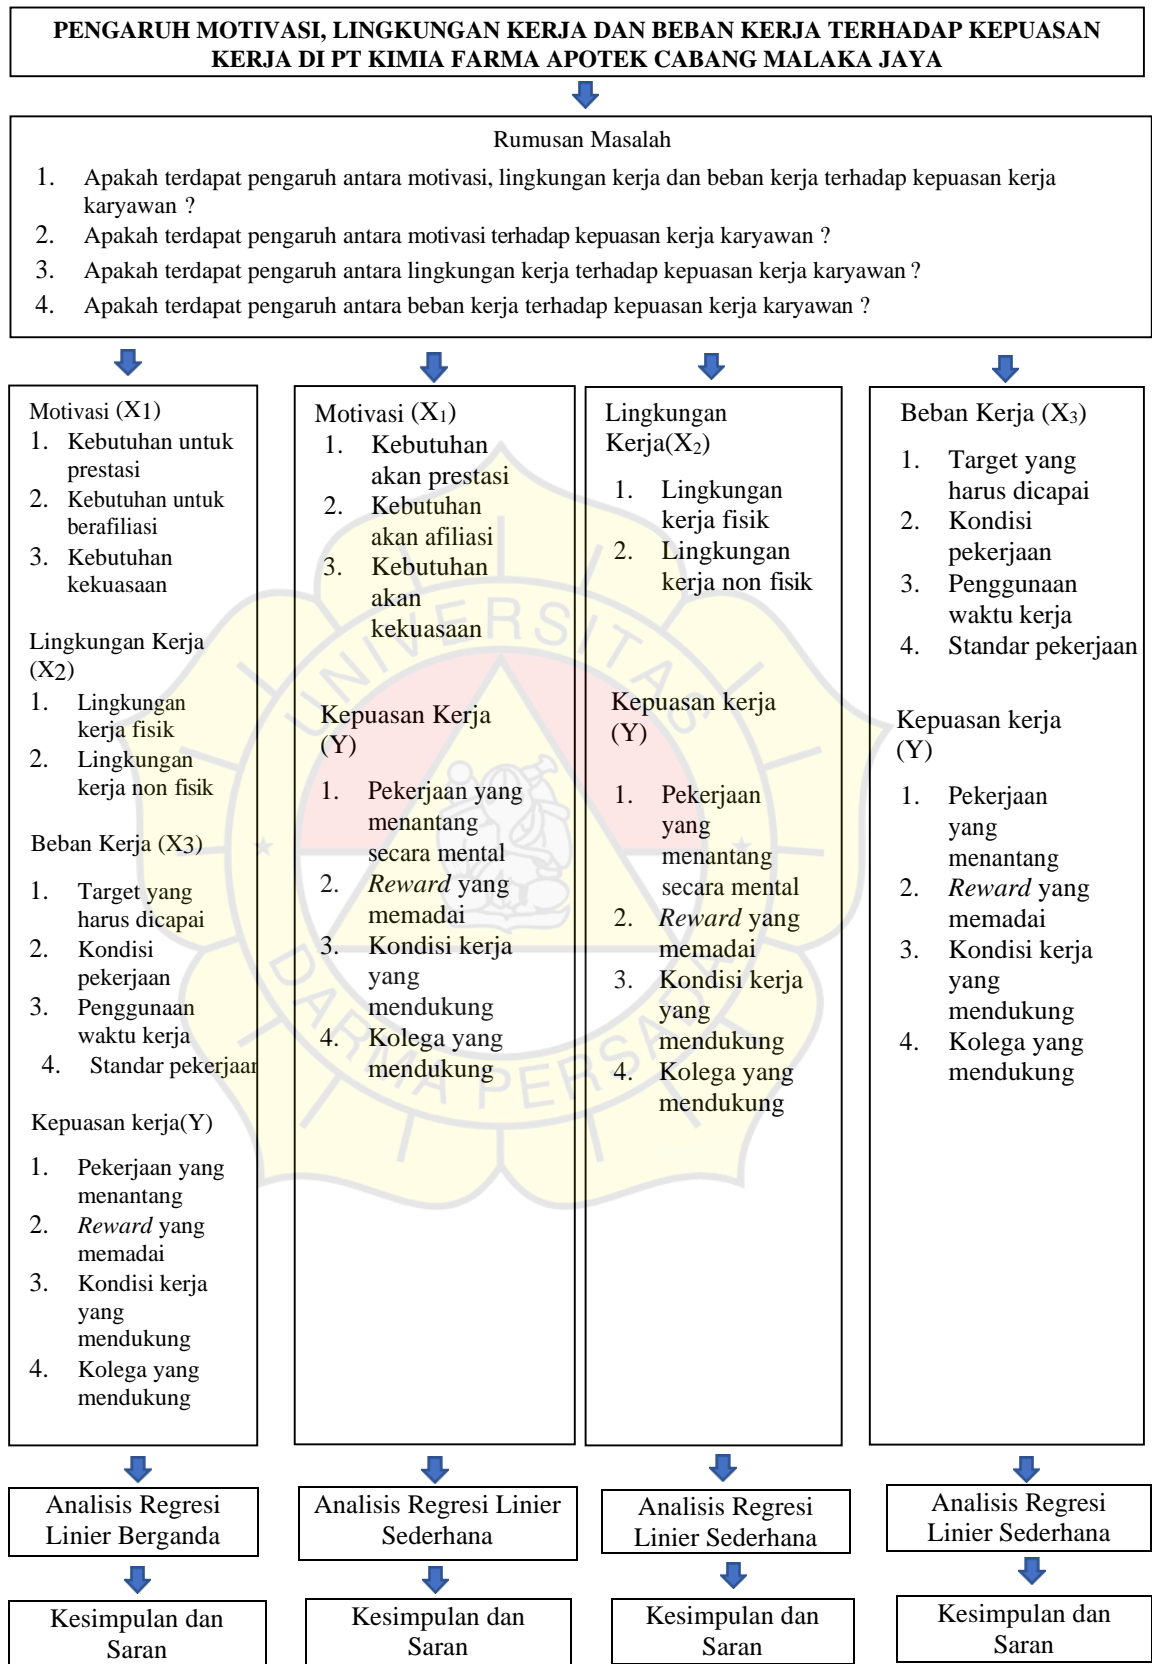 PENGARUH MOTIVASI, LINGKUNGAN KERJA DAN BEBAN KERJA TERHADAP KEPUASAN
KERJA DI PT KIMIA FARMA APOTEK CABANG MALAKA JAYA
Rumusan Masalah
1. Apakah terdapat pengaruh antara motivasi, lingkungan kerja dan beban kerja terhadap kepuasan kerja
karyawan ?
2. Apakah terdapat pengaruh antara motivasi terhadap kepuasan kerja karyawan ?
3. Apakah terdapat pengaruh antara lingkungan kerja terhadap kepuasan kerja karyawan ?
4. Apakah terdapat pengaruh antara beban kerja terhadap kepuasan kerja karyawan ?
Motivasi (X1)
1. Kebutuhan untuk
prestasi
2. Kebutuhan untuk
berafiliasi
3. Kebutuhan
kekuasaan
Lingkungan Kerja
(X2)
1. Lingkungan
kerja fisik
2. Lingkungan
kerja non fisik
Beban Kerja (X3)
1. Target yang
harus dicapai
2. Kondisi
pekerjaan
3. Penggunaan
waktu kerja
4. Standar pekerjaan
Kepuasan kerja(Y)
1. Pekerjaan yang
menantang
2. Reward yang
memadai
3. Kondisi kerja
yang
mendukung
4. Kolega yang
mendukung
Analisis Regresi
Linier Berganda
Kesimpulan dan
Saran
Motivasi (X1)
1. Kebutuhan
akan prestasi
2. Kebutuhan
akan afiliasi
3. Kebutuhan
akan
kekuasaan
Kepuasan Kerja
(Y)
1. Pekerjaan yang
menantang
secara mental
2. Reward yang
memadai
3. Kondisi kerja
yang
mendukung
4. Kolega yang
mendukung
Analisis Regresi Linier
Sederhana
Kesimpulan dan
Saran
Lingkungan
Kerja(X2)
1. Lingkungan
kerja fisik
2. Lingkungan
kerja non fisik
Kepuasan kerja
(Y)
1. Pekerjaan
yang
menantang
secara mental
2. Reward yang
memadai
3. Kondisi kerja
yang
mendukung
4. Kolega yang
mendukung
Analisis Regresi
Linier Sederhana
Kesimpulan dan
Saran
Beban Kerja (X3)
1. Target yang
harus dicapai
2. Kondisi
pekerjaan
3. Penggunaan
waktu kerja
4. Standar pekerjaan
Kepuasan kerja
(Y)
1. Pekerjaan
yang
menantang
2. Reward yang
memadai
3. Kondisi kerja
yang
mendukung
4. Kolega yang
mendukung
Analisis Regresi
Linier Sederhana
Kesimpulan dan
Saran
UNIVERSITAS
DARMA PERSADA